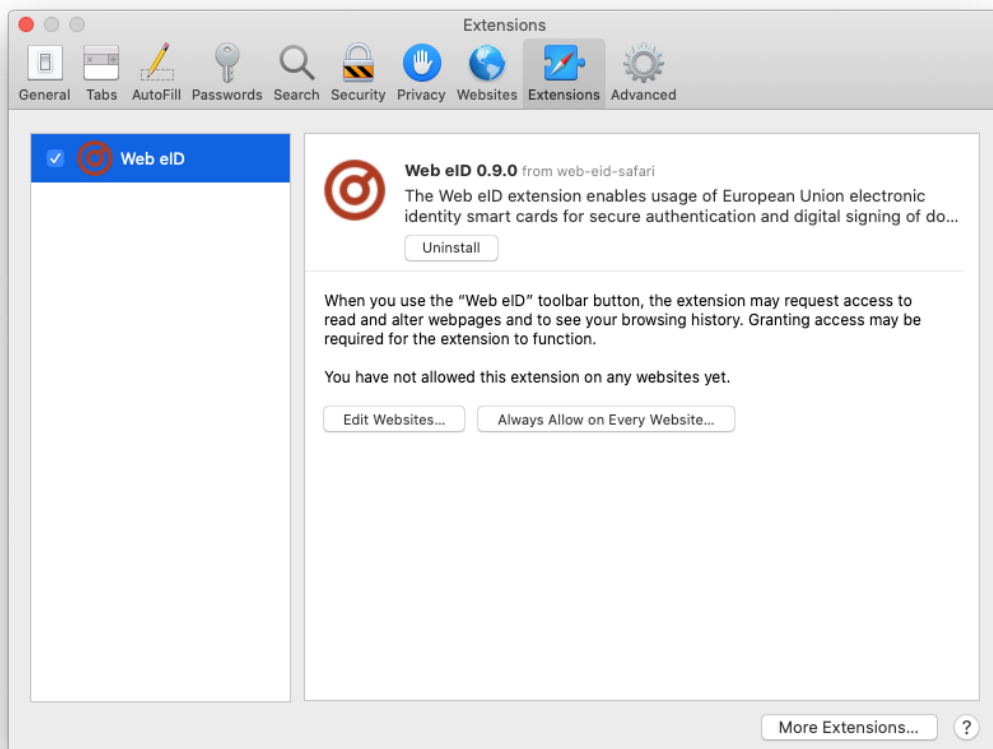 Extensions
General Tabs AutoFill Passwords Search Security Privacy Websites Extensions Advanced
Web eID
Web eID 0.9.0 from web-eid-safari
The Web eID extension enables usage of European Union electronic
identity smart cards for secure authentication and digital signing of do...
Uninstall
When you use the “Web eID” toolbar button, the extension may request access to
read and alter webpages and to see your browsing history. Granting access may be
required for the extension to function.
You have not allowed this extension on any websites yet.
Edit Websites... Always Allow on Every Website...
More Extensions... ?